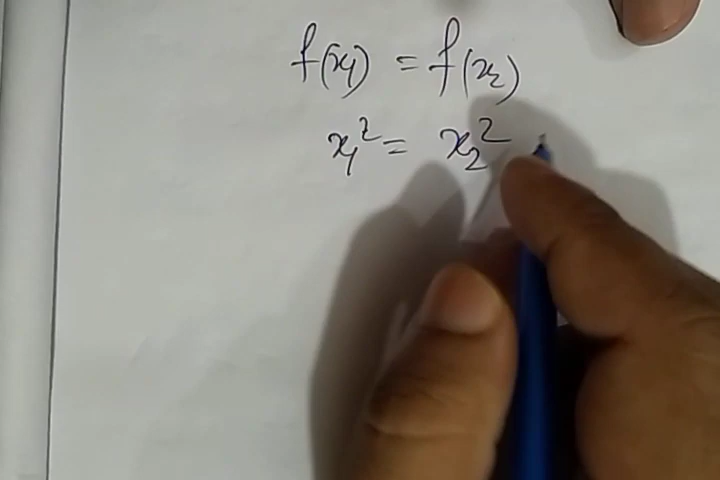 f(x₁) = f(x₂)
x₁² = x₂²